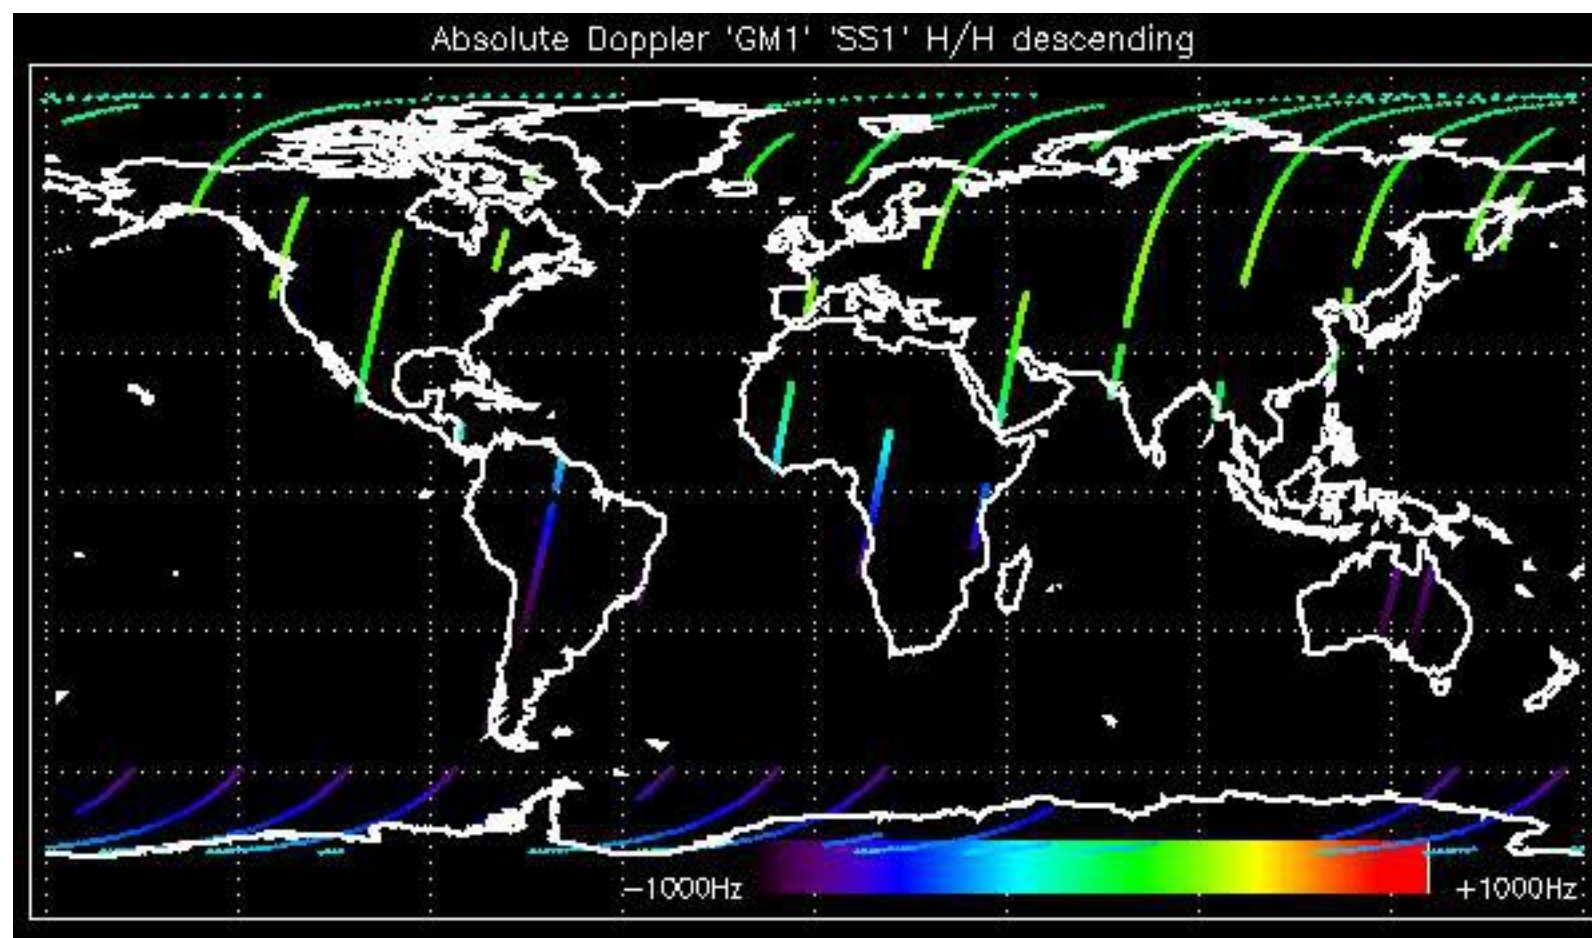 Absolute Doppler 'GM1' 'SS1' H/H descending
-1000Hz +1000Hz